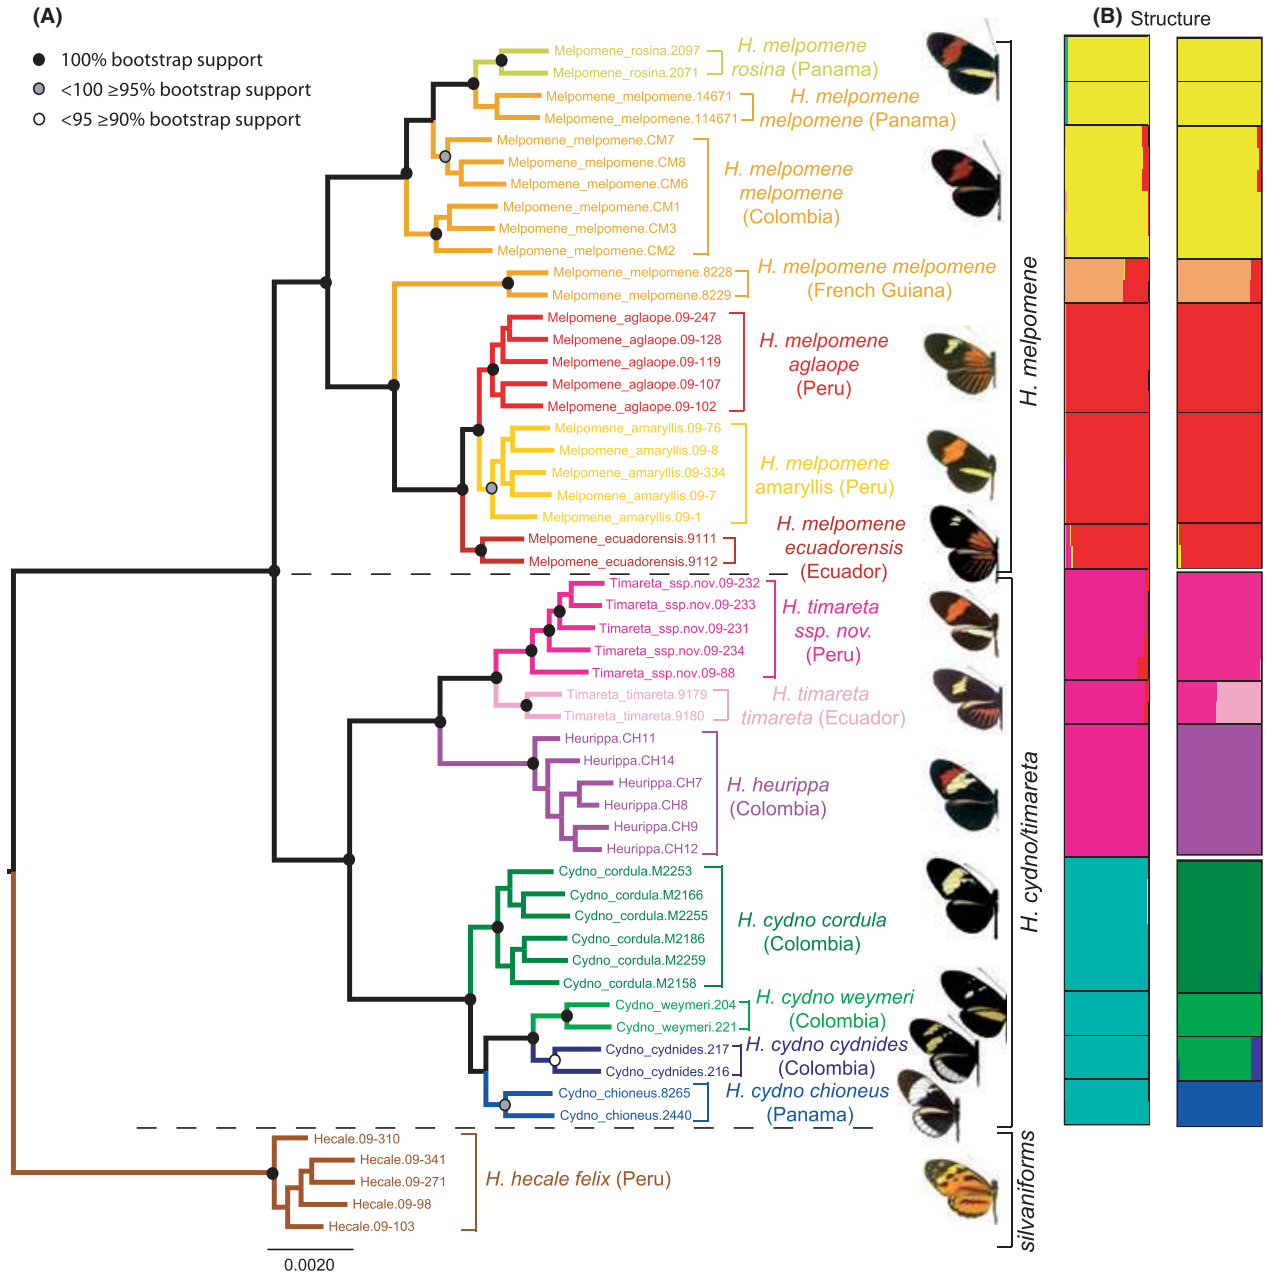 (A)
100% bootstrap support
<100 ≥95% bootstrap support
<95 ≥90% bootstrap support
Melpomene_rosina.2097
Melpomene_rosina.2071
H. melpomene
rosina (Panama)
Melpomene_melpomene.14671
Melpomene_melpomene.114671
H. melpomene
melpomene (Panama)
Melpomene_melpomene.CM7
Melpomene_melpomene.CM8
Melpomene_melpomene.CM6
Melpomene_melpomene.CM1
Melpomene_melpomene.CM3
Melpomene_melpomene.CM2
H. melpomene
melpomene
(Colombia)
Melpomene_melpomene.8228
Melpomene_melpomene.8229
H. melpomene melpomene
(French Guiana)
Melpomene_aglaope.09-247
Melpomene_aglaope.09-128
Melpomene_aglaope.09-119
Melpomene_aglaope.09-107
Melpomene_aglaope.09-102
H. melpomene
aglaope
(Peru)
Melpomene_amaryllis.09-76
Melpomene_amaryllis.09-8
Melpomene_amaryllis.09-334
Melpomene_amaryllis.09-7
Melpomene_amaryllis.09-1
H. melpomene
amaryllis (Peru)
Melpomene_ecuadorensis.9111
Melpomene_ecuadorensis.9112
H. melpomene
ecuadorensis
(Ecuador)
Timareta_ssp.nov.09-232
Timareta_ssp.nov.09-233
Timareta_ssp.nov.09-231
Timareta_ssp.nov.09-234
Timareta_ssp.nov.09-88
H. timareta
ssp. nov.
(Peru)
Timareta_timareta.9179
Timareta_timareta.9180
H. timareta
timareta (Ecuador)
Heurippa.CH11
Heurippa.CH14
Heurippa.CH7
Heurippa.CH8
Heurippa.CH9
Heurippa.CH12
H. heurippa
(Colombia)
Cydno_cordula.M2253
Cydno_cordula.M2166
Cydno_cordula.M2255
Cydno_cordula.M2186
Cydno_cordula.M2259
Cydno_cordula.M2158
H. cydno cordula
(Colombia)
Cydno_weymeri.204
Cydno_weymeri.221
H. cydno weymeri
(Colombia)
Cydno_cydnides.217
Cydno_cydnides.216
H. cydno cydnides
(Colombia)
Cydno_chioneus.8265
Cydno_chioneus.2440
H. cydno chioneus
(Panama)
Hecale.09-310
Hecale.09-341
Hecale.09-271
Hecale.09-98
Hecale.09-103
H. hecale felix (Peru)
0.0020
H. melpomene
H. cydno/timareta
silvaniforms
(B) Structure